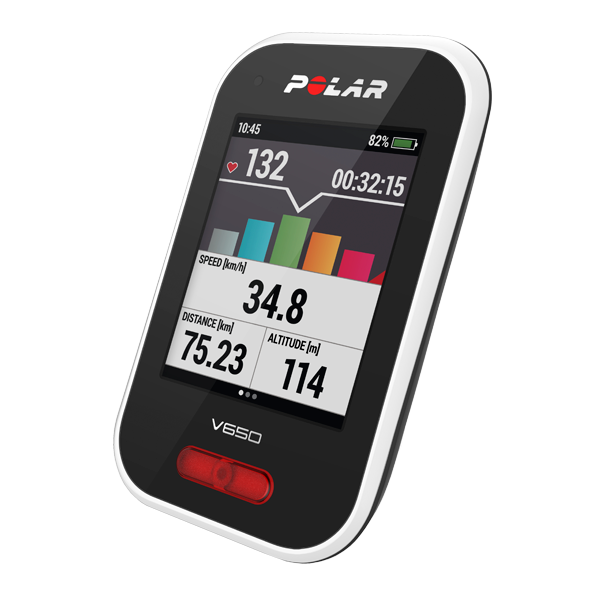 POLAR
10:45 82%
132 00:32:15
SPEED [km/h]
34.8
DISTANCE [km] ALTITUDE [m]
75.23 114
V650